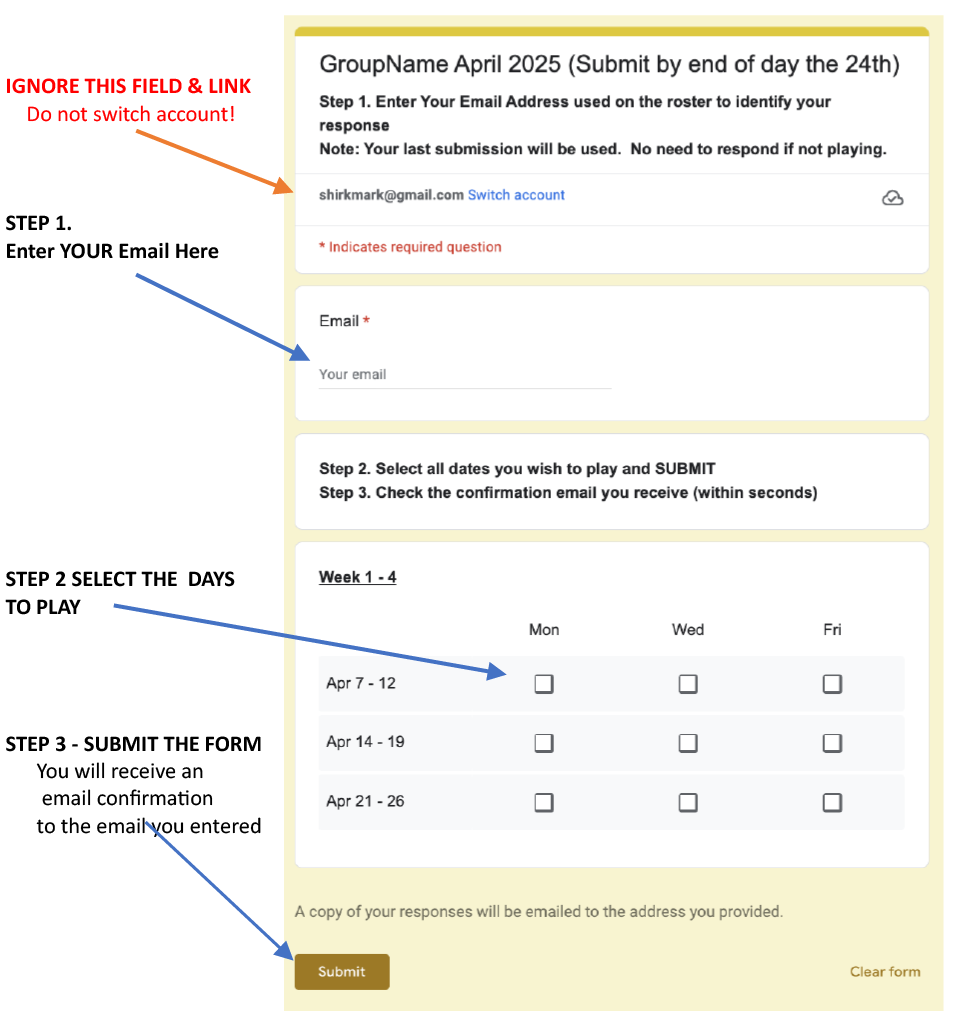 GroupName April 2025 (Submit by end of day the 24th)
IGNORE THIS FIELD & LINK
Do not switch account!
Step 1. Enter Your Email Address used on the roster to identify your
response
Note: Your last submission will be used.  No need to respond if not playing.
shirkmark@gmail.com Switch account
STEP 1.
Enter YOUR Email Here
* Indicates required question
Email *
Your email
Step 2. Select all dates you wish to play and SUBMIT
Step 3. Check the confirmation email you receive (within seconds)
STEP 2 SELECT THE  DAYS
TO PLAY
Week 1 - 4
Mon Wed Fri
Apr 7 - 12
Apr 14 - 19
Apr 21 - 26
STEP 3 - SUBMIT THE FORM
You will receive an
email confirmation
to the email you entered
A copy of your responses will be emailed to the address you provided.
Submit
Clear form